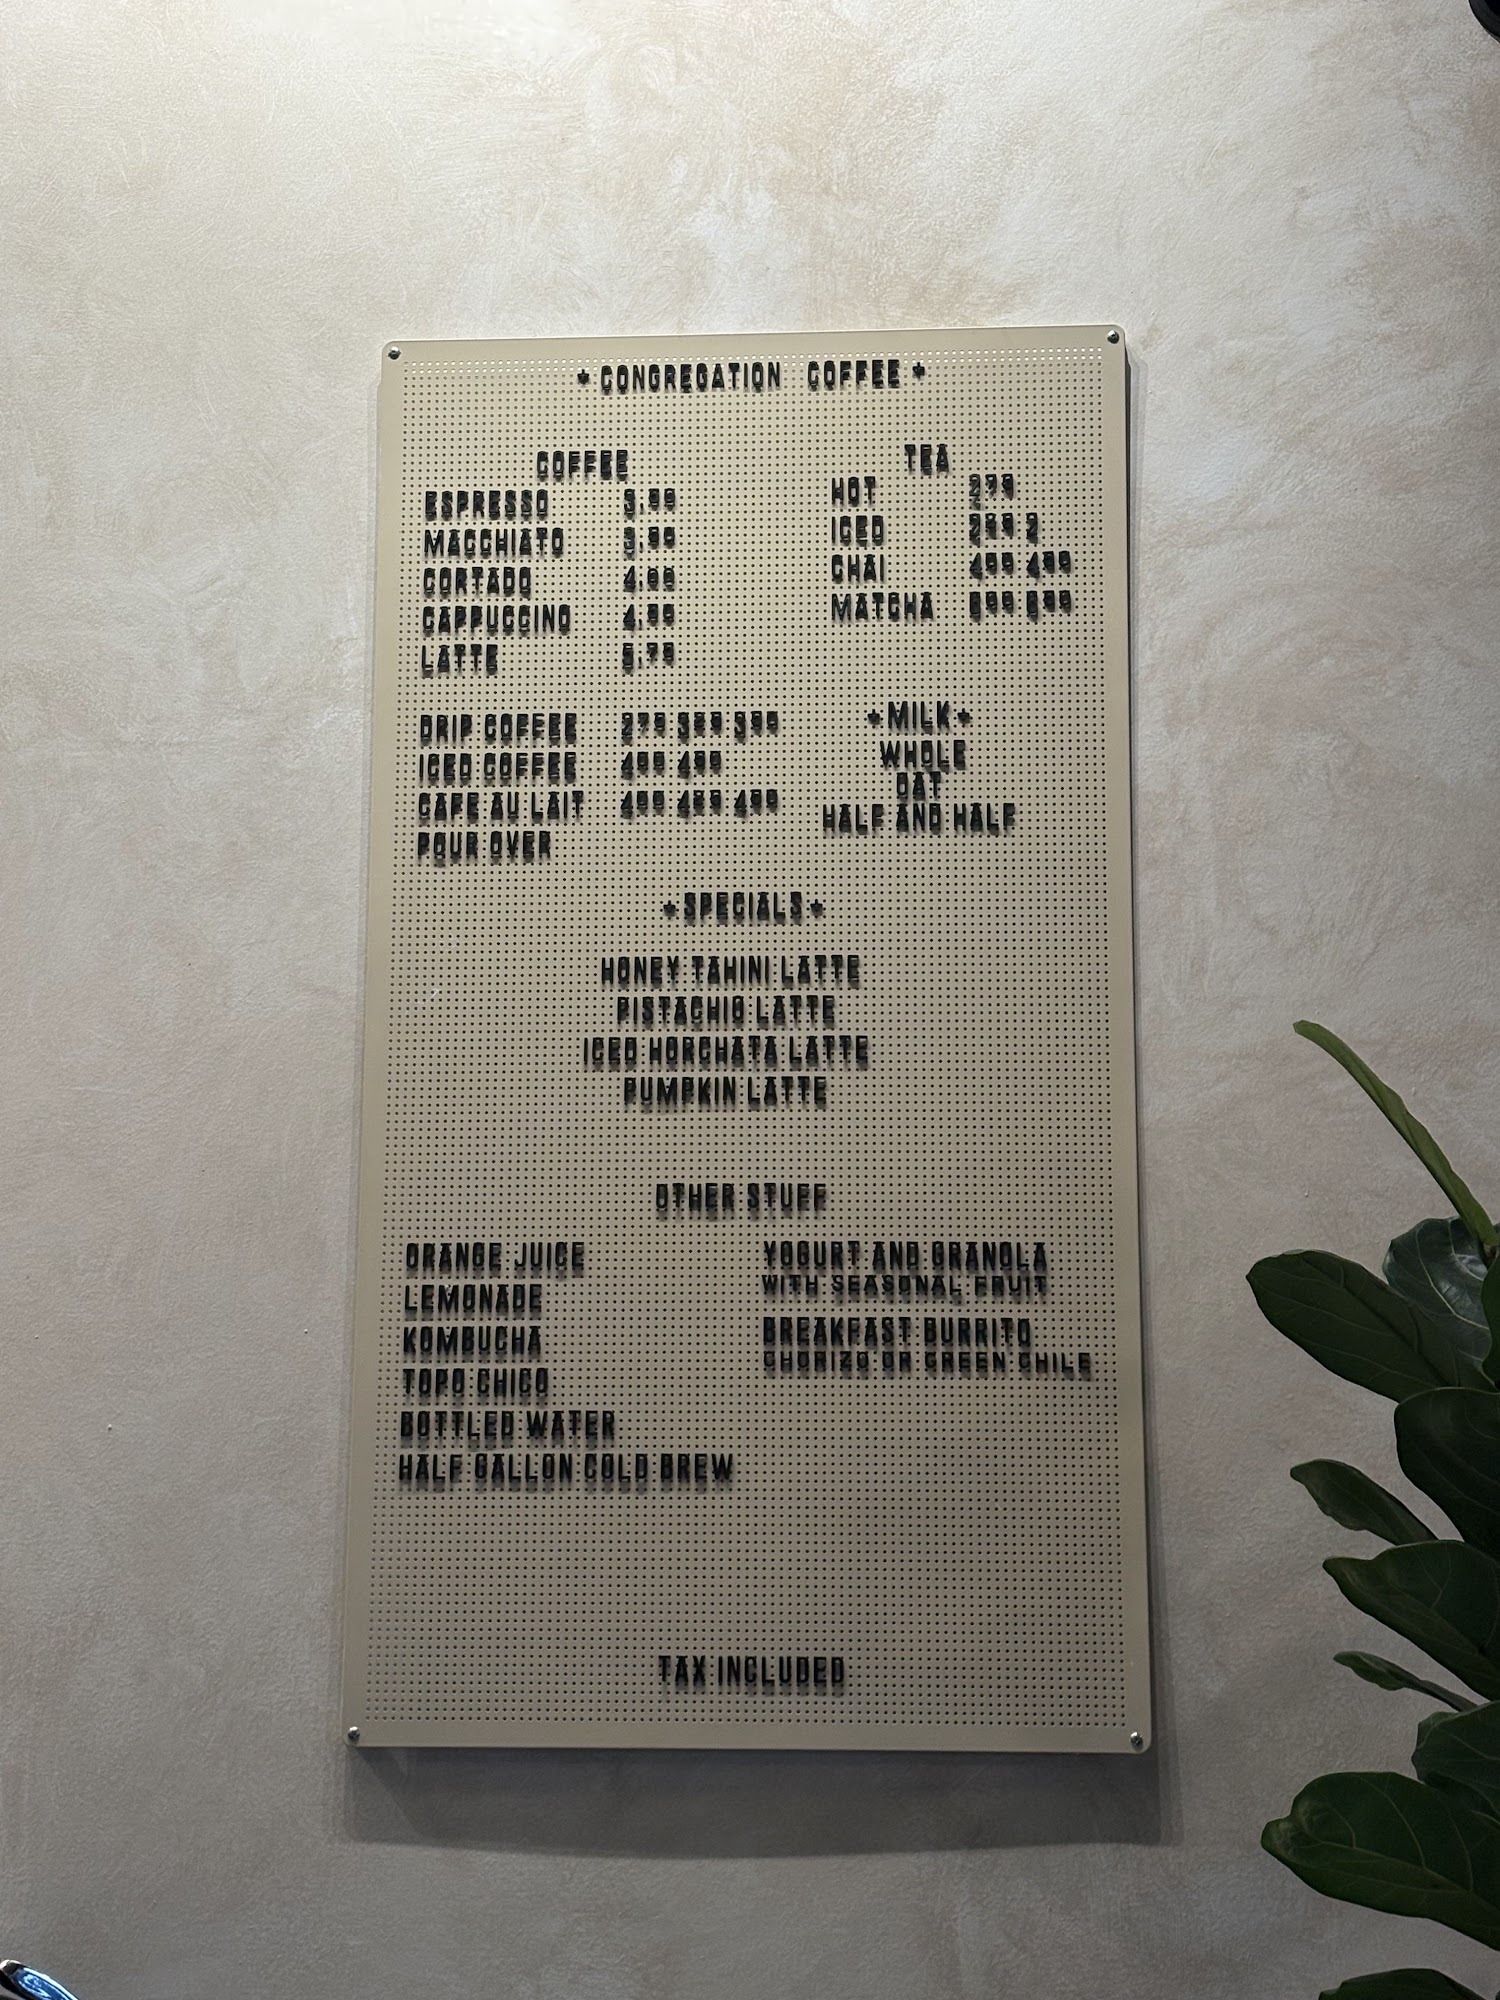 CONGREGATION COFFEE
COFFEE
ESPRESSO
MACCHIATO
CORTADO
CAPPUCCINO
LATTE 5.75
DRIP COFFEE
ICED COFFEE
CAFE AU LAIT
POUR OVER
TEA
HOT
ICED
CHAI
MATCHA
MILK
WHOLE
OAT
HALF AND HALF
SPECIALS
HONEY TAHINI LATTE
PISTACHIO LATTE
ICED HORCHATA LATTE
PUMPKIN LATTE
OTHER STUFF
ORANGE JUICE
LEMONADE
KOMBUCHA
TOPO CHICO
BOTTLED WATER
HALF GALLON COLD BREW
YOGURT AND GRANOLA
WITH SEASONAL FRUIT
BREAKFAST BURRITO
CHORIZO OR GREEN CHILE
TAX INCLUDED